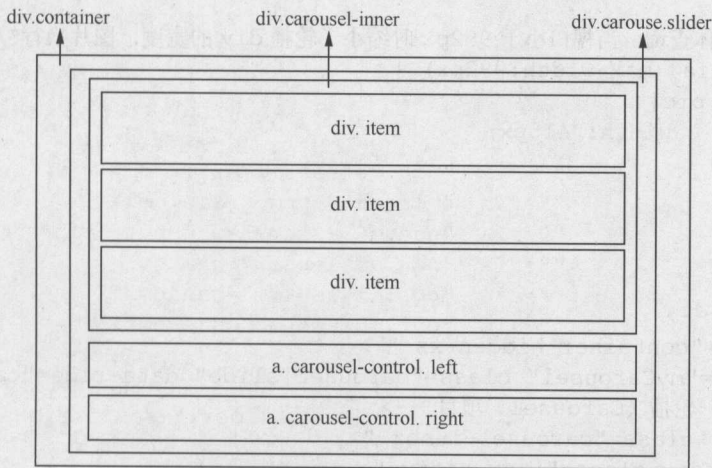 div.container
div.carousel-inner
div.carouse.slider
div. item
div. item
div. item
a. carousel-control. left
a. carousel-control. right